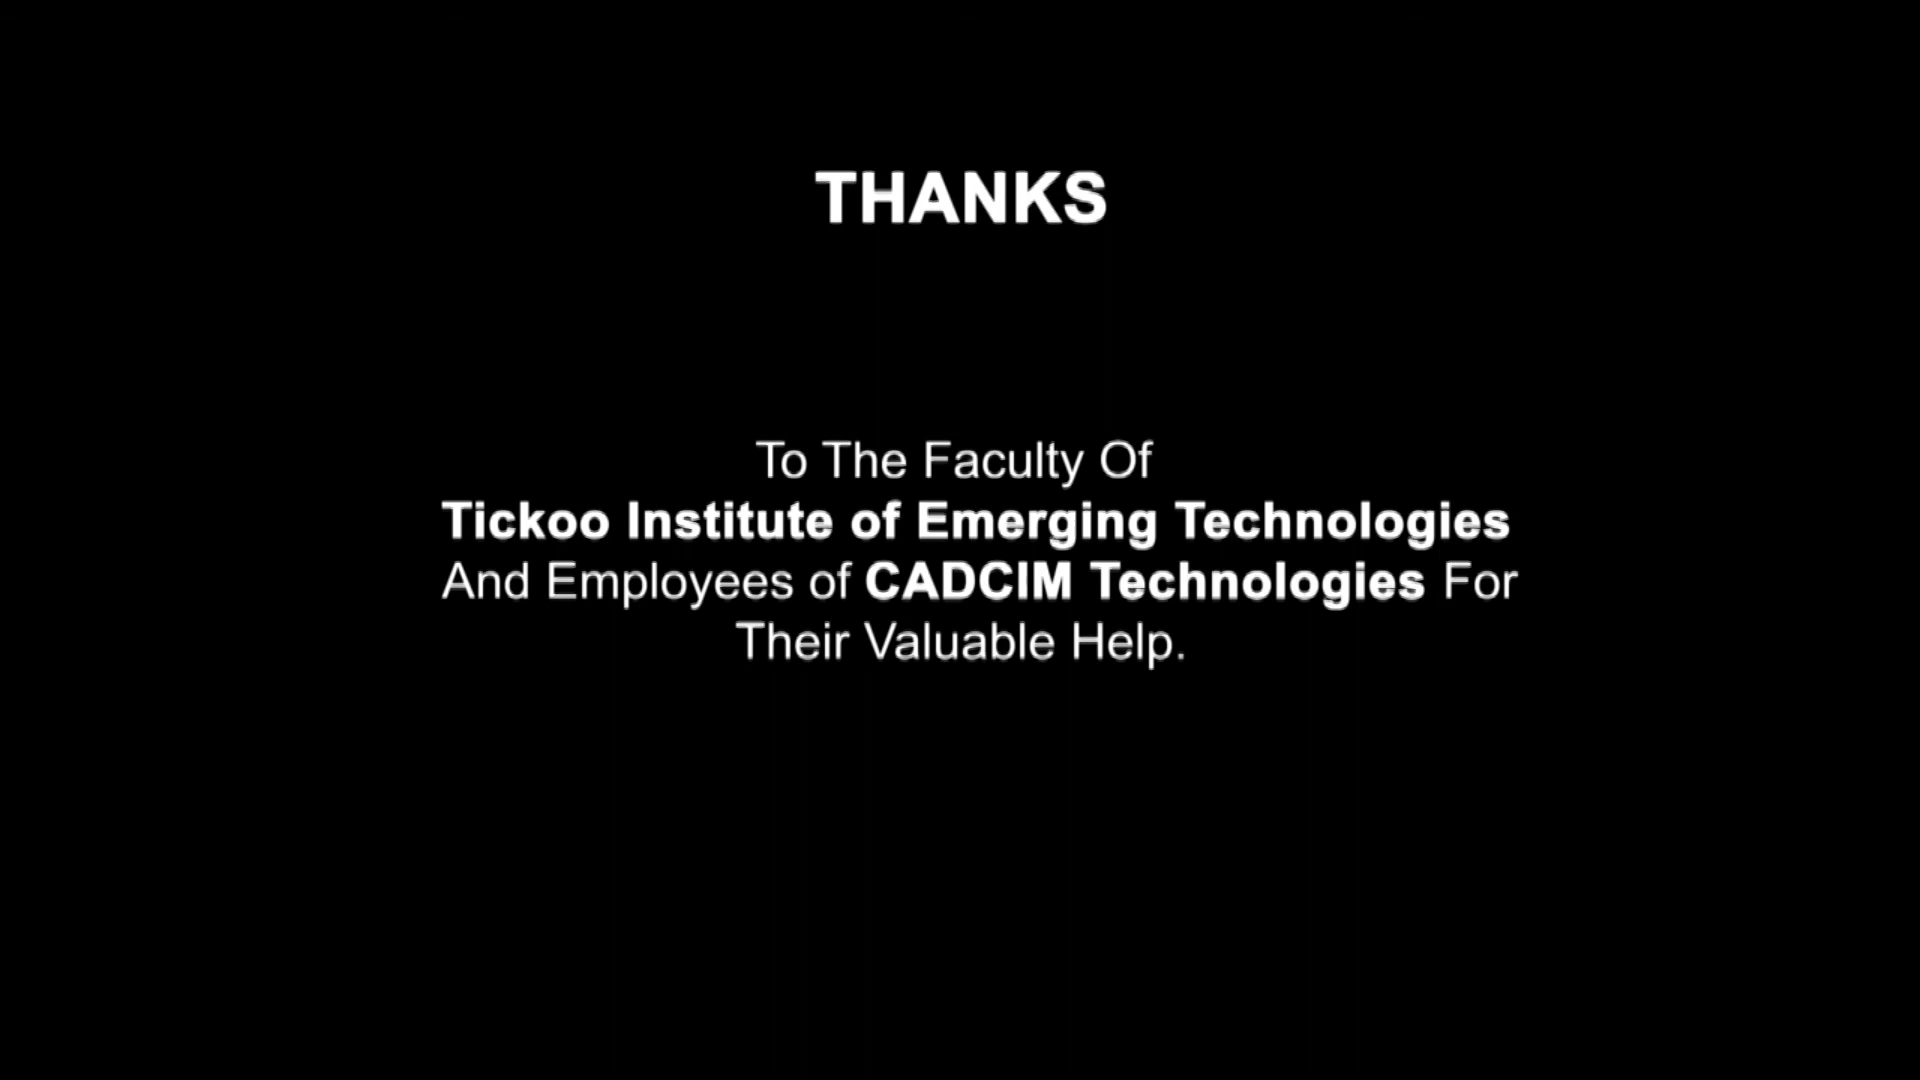 THANKS
To The Faculty Of
Tickoo Institute of Emerging Technologies
And Employees of CADCIM Technologies For
Their Valuable Help.